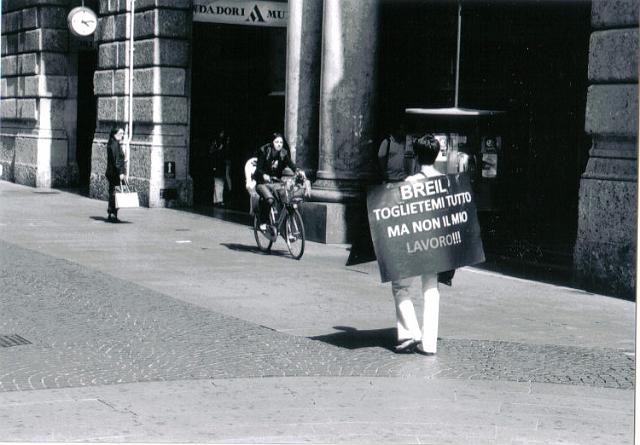 DADORI MU
BREIL
TOGLIETEMI TUTTO
MA NON IL MIO
LAVORO!!!